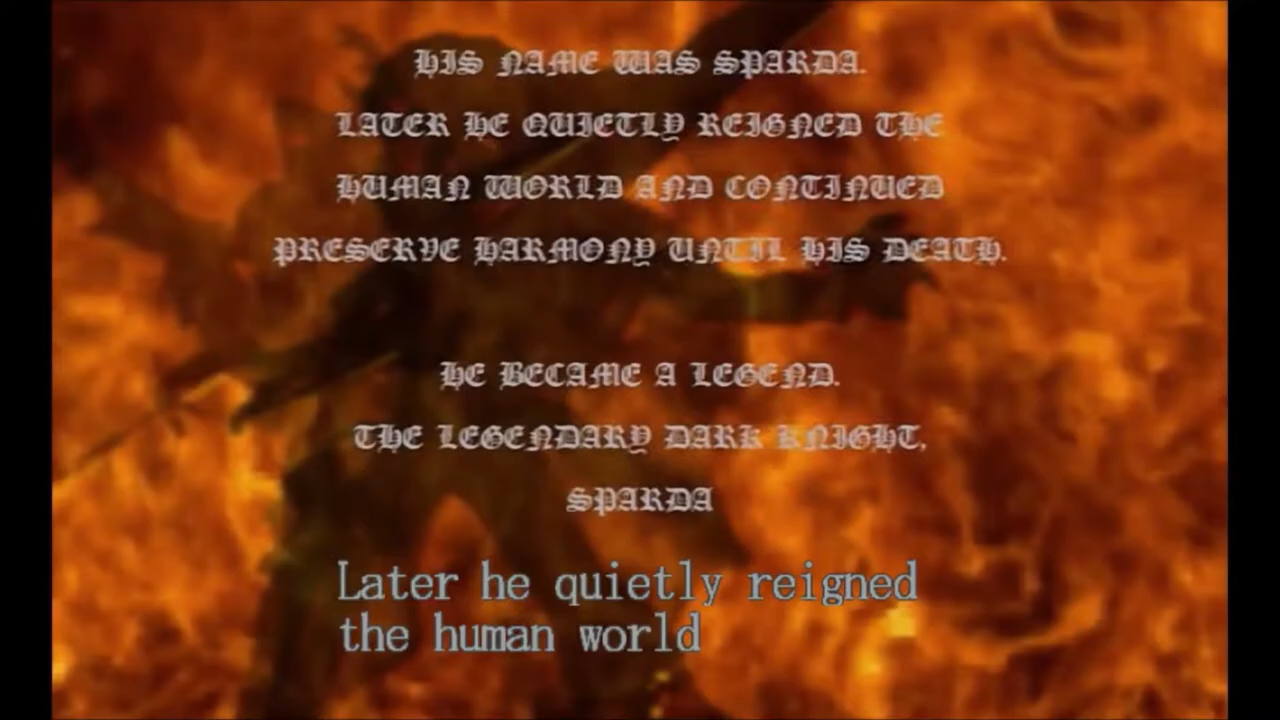 HIS NAME WAS SPARDA.
LATER HE QUIETLY REIGNED THE
HUMAN WORLD AND CONTINUED
PRESERVE HARMONY UNTIL HIS DEATH.
HE BECAME A LEGEND.
THE LEGENDARY DARK KNIGHT,
SPARDA
Later he quietly reigned
the human world